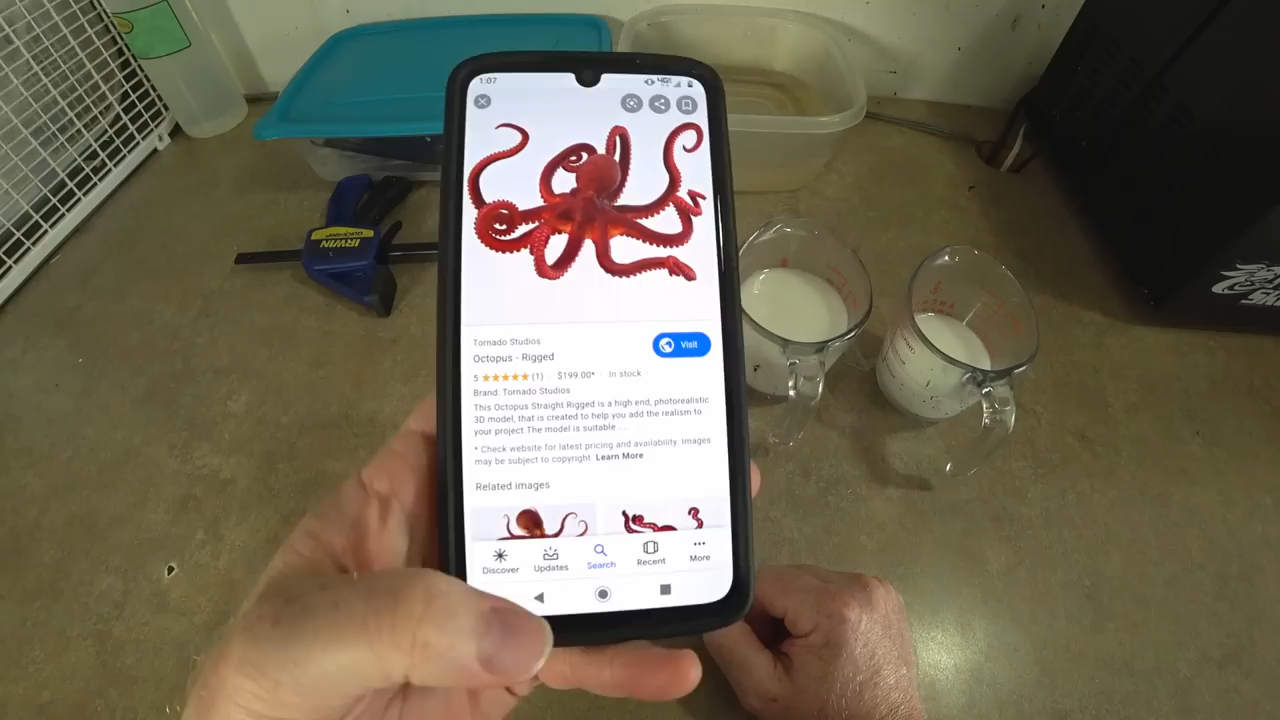 1:07
4G
Tornado Studios
Octopus - Rigged
Visit
5 ★★★★★ (1) · $199.00* · In stock ·
Brand: Tornado Studios
This Octopus Straight Rigged is a high end, photorealistic
3D model, that is created to help you add the realism to
your project.The model is suitable ...
* Check website for latest pricing and availability. Images
may be subject to copyright. Learn More
Related images
Discover
Updates
Search
Recent
More
IRWIN
QUICK-GRIP